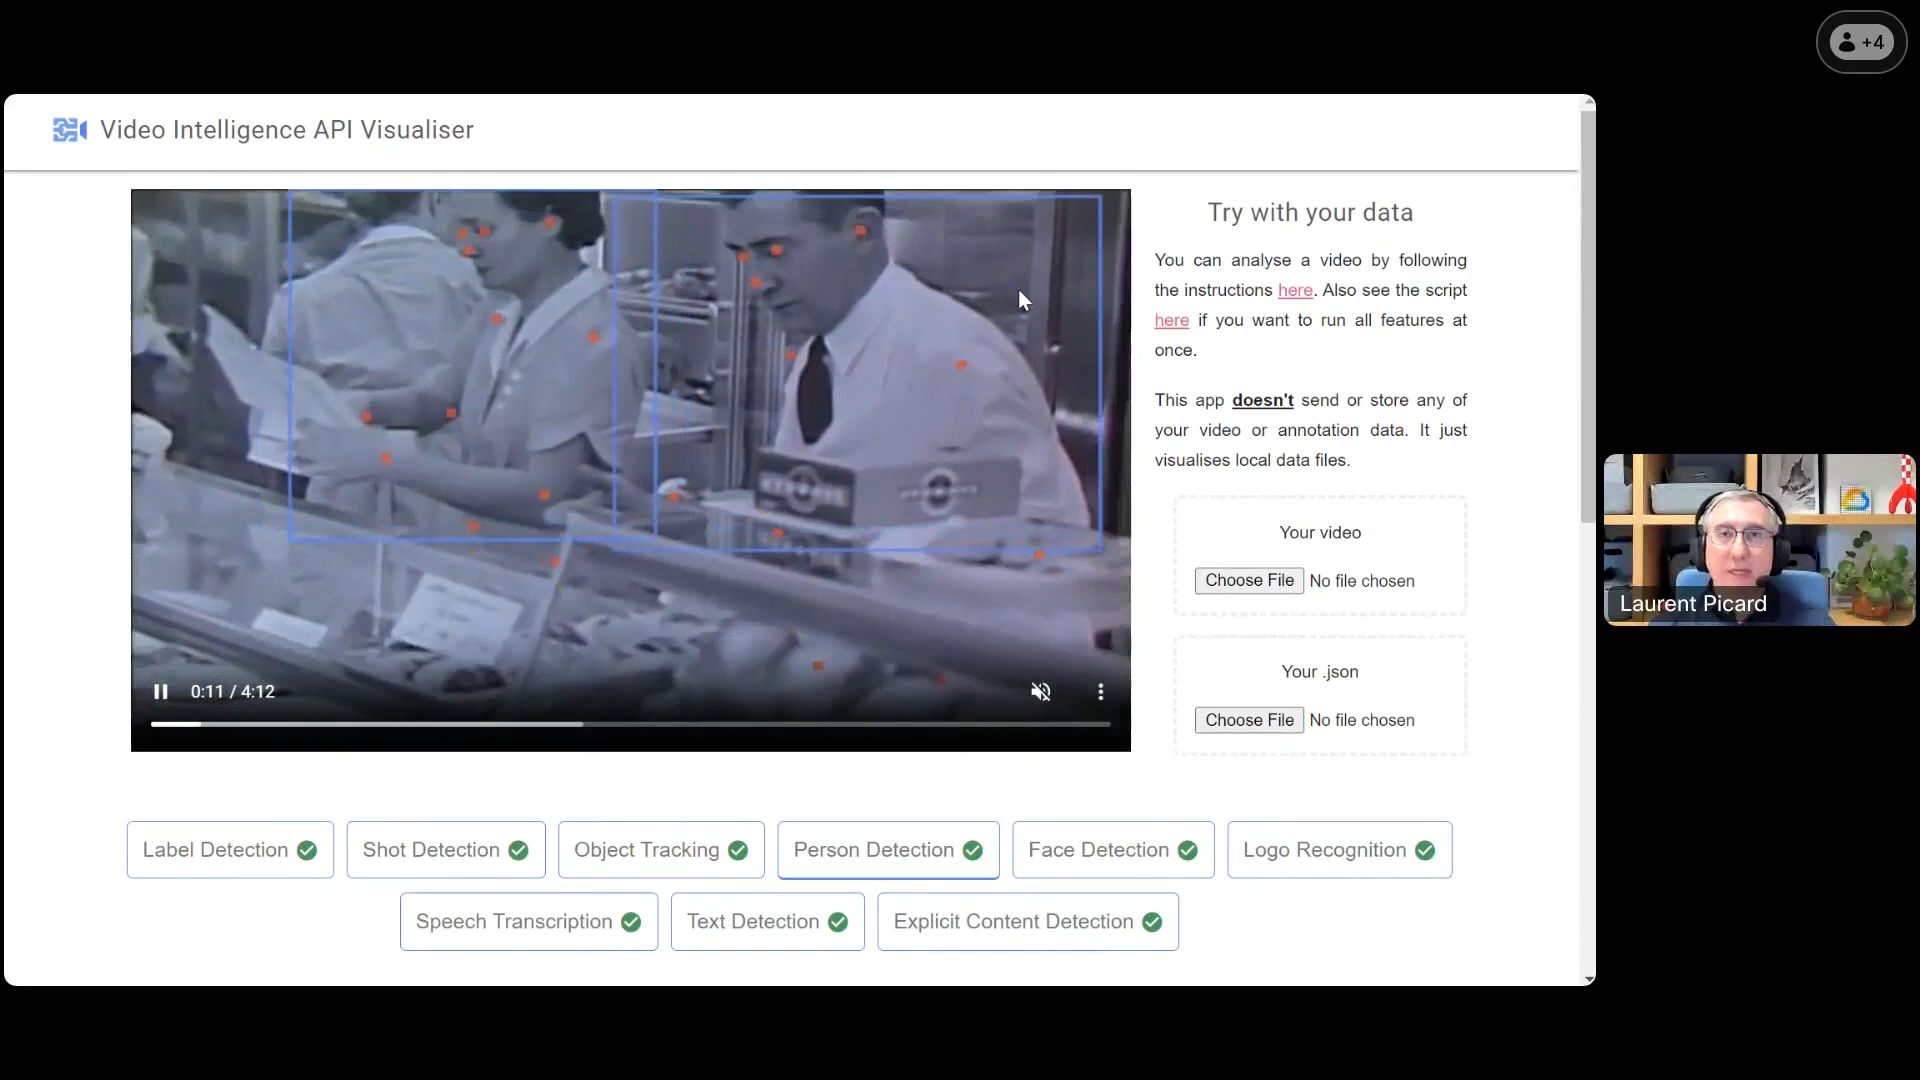 +4
Video Intelligence API Visualiser
Try with your data
You can analyse a video by following
the instructions here. Also see the script
here if you want to run all features at
once.
This app doesn't send or store any of
your video or annotation data. It just
visualises local data files.
Your video
Choose File No file chosen
Your .json
Choose File No file chosen
0:11 / 4:12
Laurent Picard
Label Detection
Shot Detection
Object Tracking
Person Detection
Face Detection
Logo Recognition
Speech Transcription
Text Detection
Explicit Content Detection